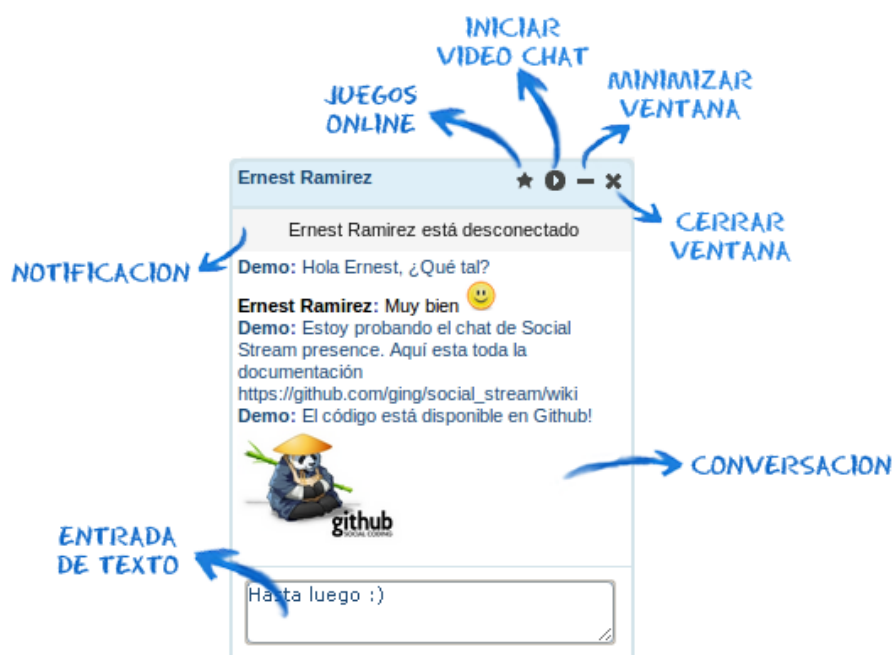 INICIAR
VIDEO CHAT
JUEGOS
ONLINE
MINIMIZAR
VENTANA
Ernest Ramirez
CERRAR
VENTANA
Ernest Ramirez está desconectado
NOTIFICACION
Demo: Hola Ernest, ¿Qué tal?
Ernest Ramirez: Muy bien
Demo: Estoy probando el chat de Social
Stream presence. Aquí esta toda la
documentación
https://github.com/ging/social_stream/wiki
Demo: El código está disponible en Github!
CONVERSACION
github
SOCIAL CODING
ENTRADA
DE TEXTO
Hasta luego :)